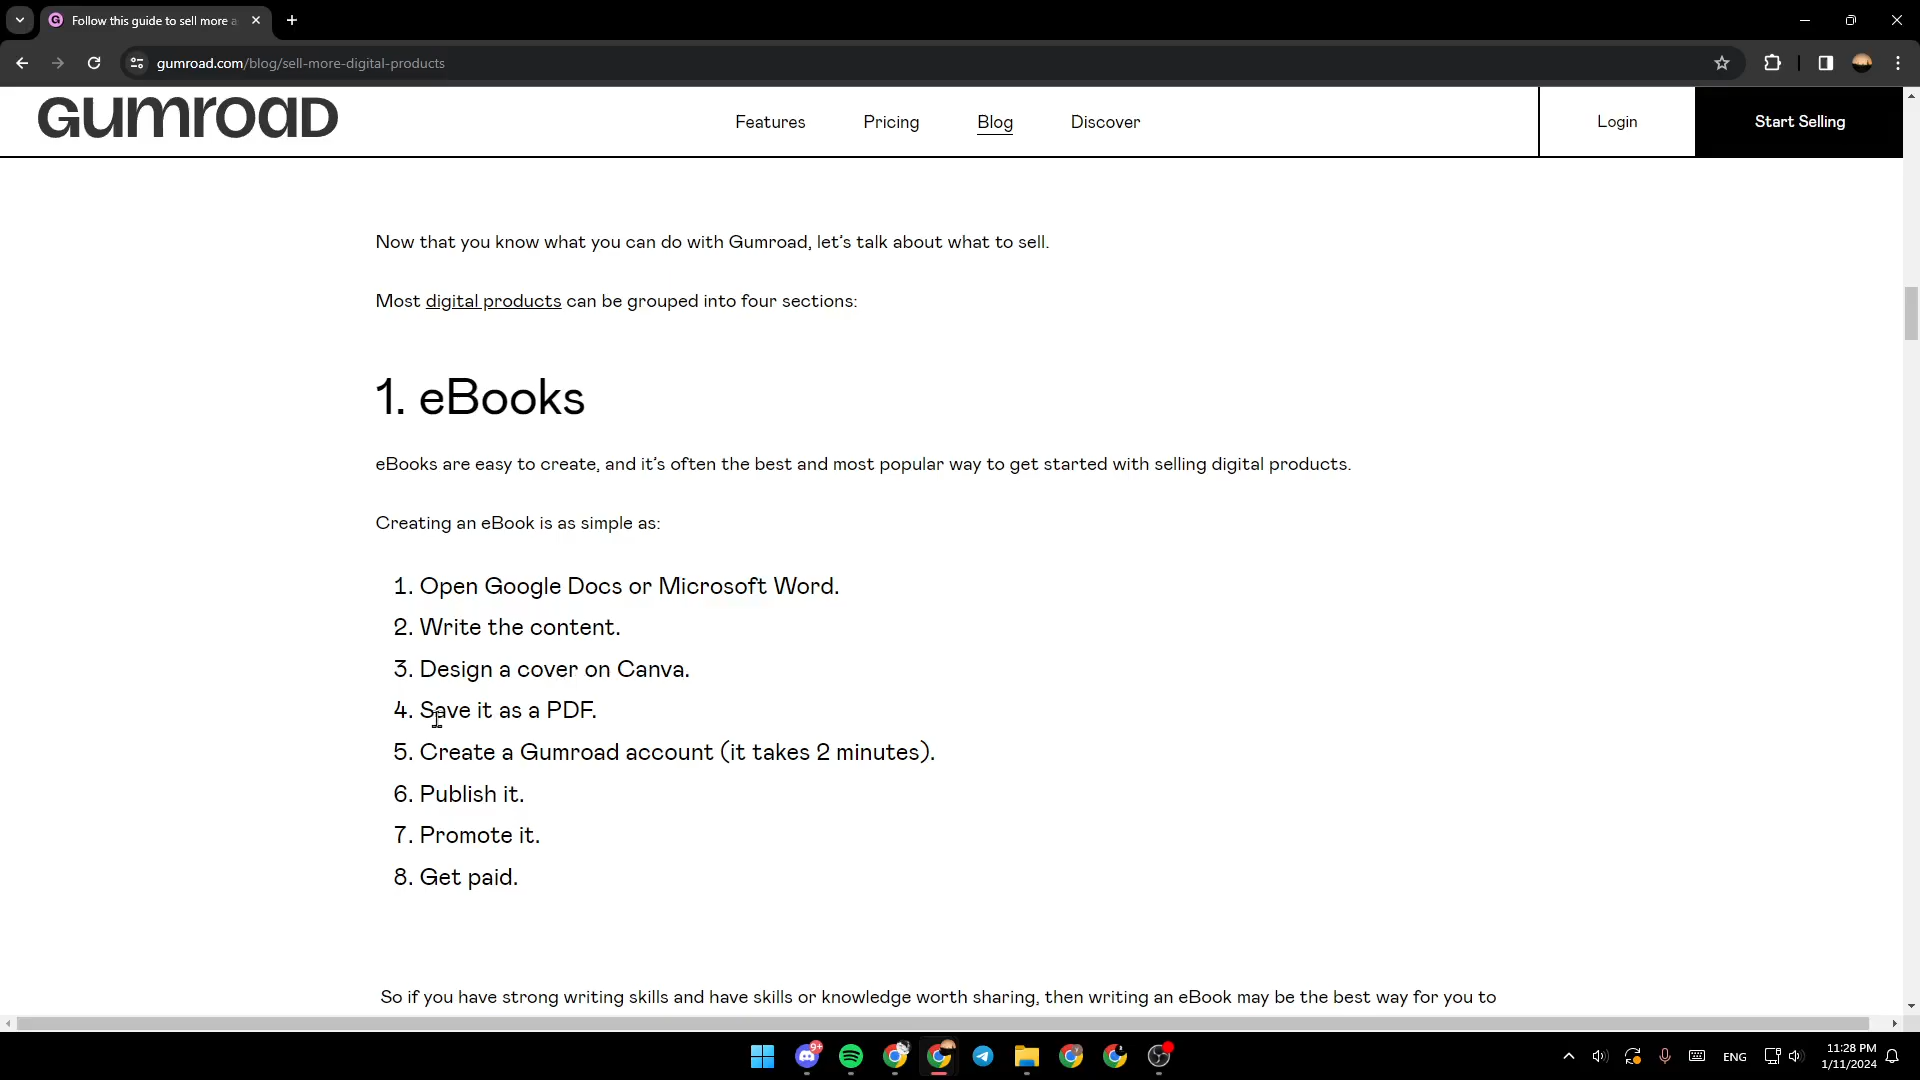 Follow this guide to sell more a
gumroad.com/blog/sell-more-digital-products
GUMROAD
Features
Pricing
Blog
Discover
Login
Start Selling
Now that you know what you can do with Gumroad, let's talk about what to sell.
Most digital products can be grouped into four sections:
1. eBooks
eBooks are easy to create, and it's often the best and most popular way to get started with selling digital products.
Creating an eBook is as simple as:
1. Open Google Docs or Microsoft Word.
2. Write the content.
3. Design a cover on Canva.
4. Save it as a PDF.
5. Create a Gumroad account (it takes 2 minutes).
6. Publish it.
7. Promote it.
8. Get paid.
So if you have strong writing skills and have skills or knowledge worth sharing, then writing an eBook may be the best way for you to
9+
ENG
11:28 PM
1/11/2024